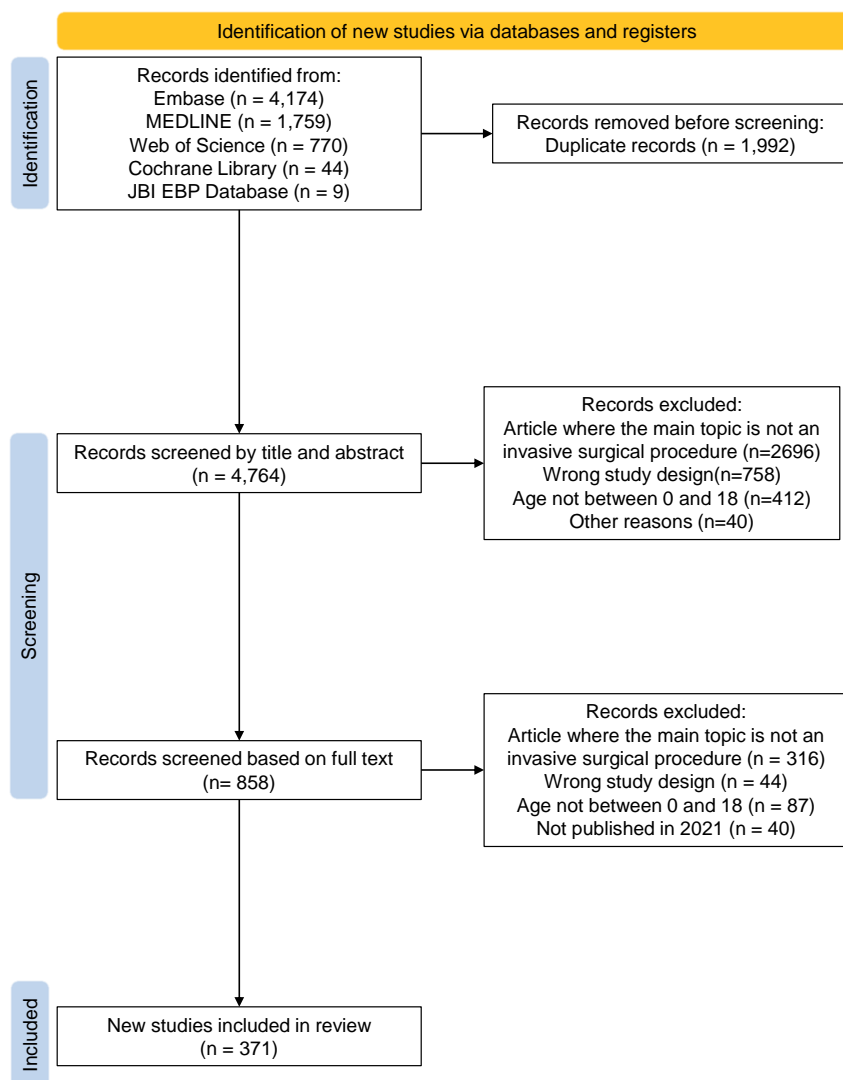 Identification of new studies via databases and registers
Identification
Records identified from:
Embase (n = 4,174)
MEDLINE (n = 1,759)
Web of Science (n = 770)
Cochrane Library (n = 44)
JBI EBP Database (n = 9)
Records removed before screening:
Duplicate records (n = 1,992)
Screening
Records screened by title and abstract
(n = 4,764)
Records excluded:
Article where the main topic is not an
invasive surgical procedure (n=2696)
Wrong study design(n=758)
Age not between 0 and 18 (n=412)
Other reasons (n=40)
Records screened based on full text
(n= 858)
Records excluded:
Article where the main topic is not an
invasive surgical procedure (n = 316)
Wrong study design (n = 44)
Age not between 0 and 18 (n = 87)
Not published in 2021 (n = 40)
Included
New studies included in review
(n = 371)